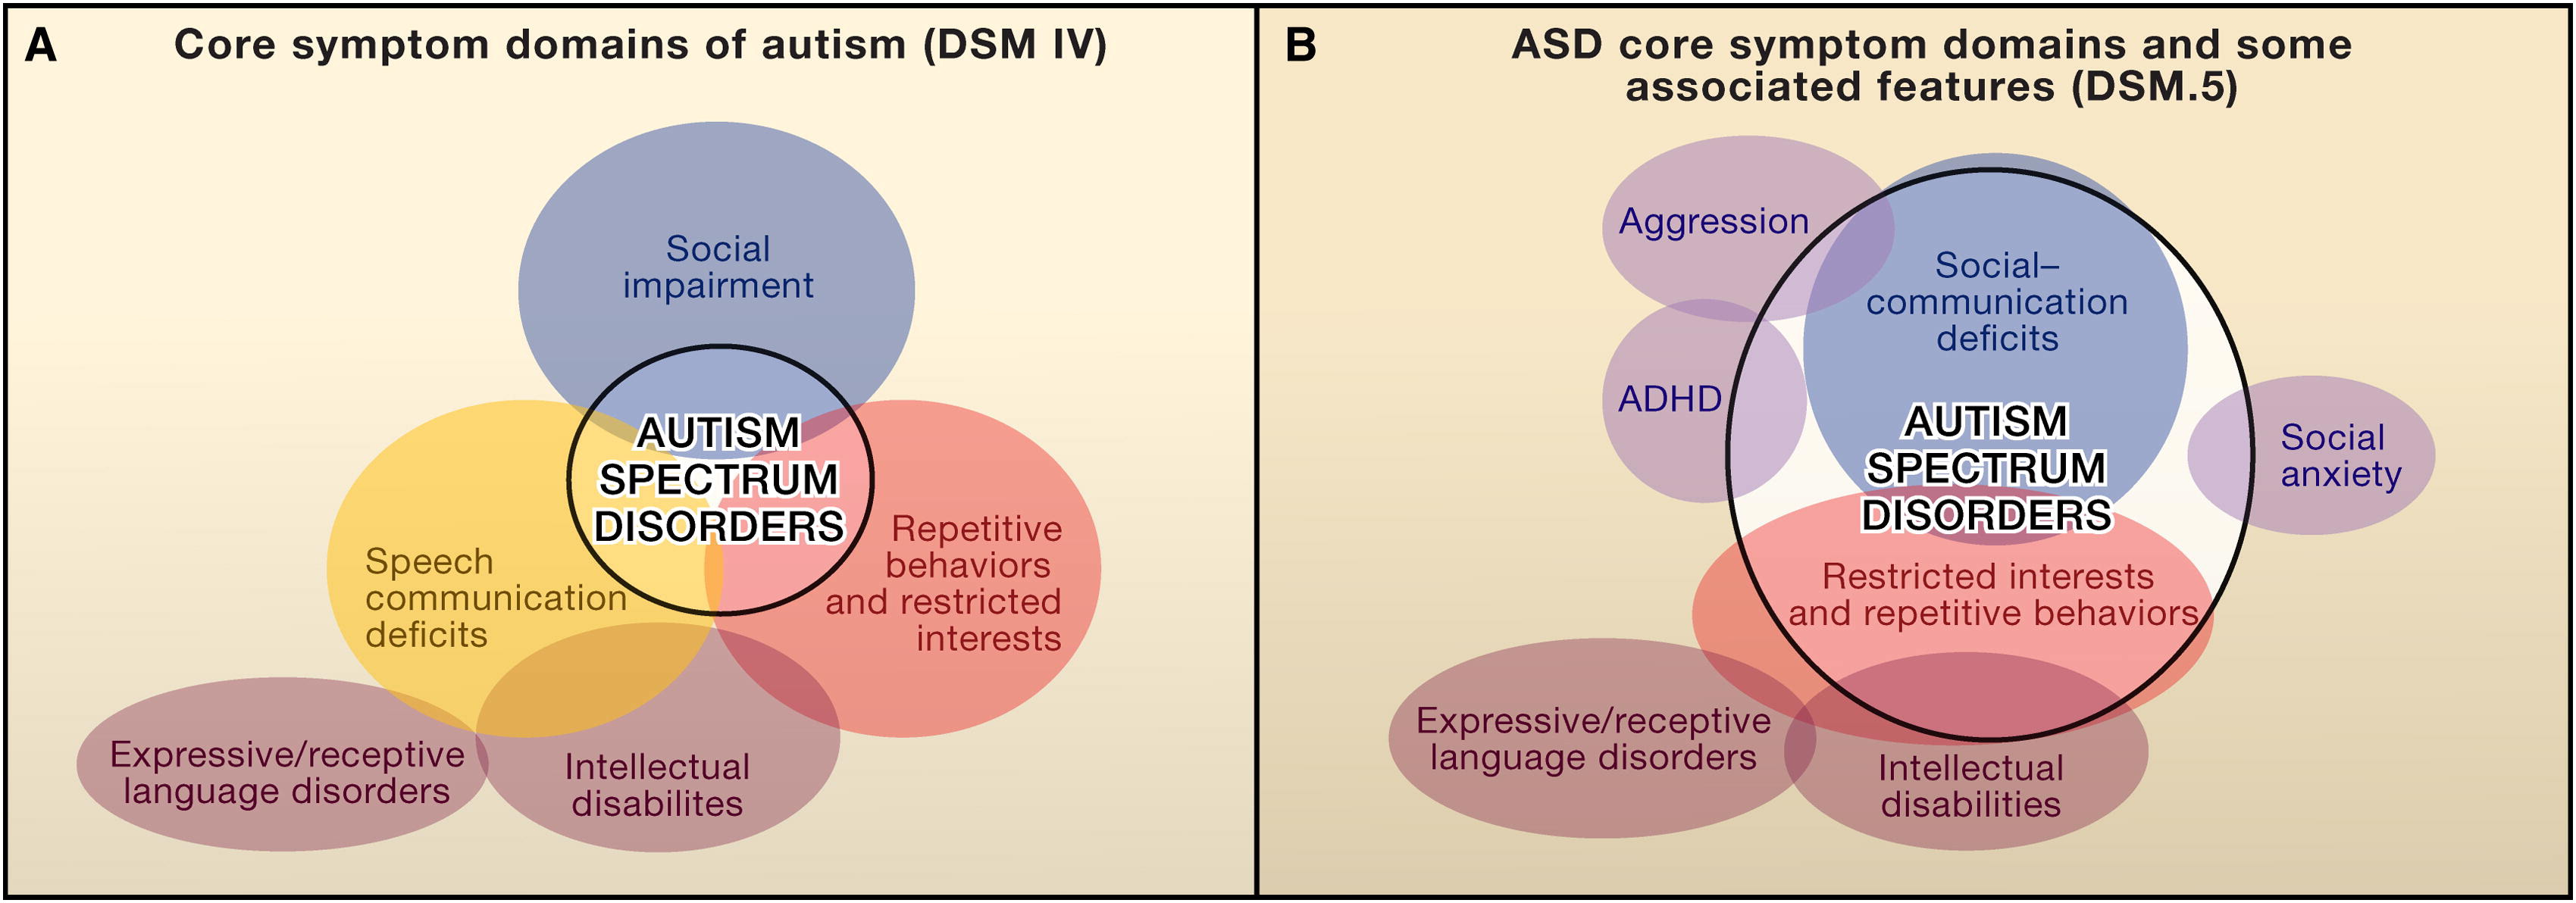 A
Core symptom domains of autism (DSM IV)
Social
impairment
AUTISM
SPECTRUM
DISORDERS
Speech
communication
deficits
Repetitive
behaviors
and restricted
interests
Expressive/receptive
language disorders
Intellectual
disabilites
B
ASD core symptom domains and some
associated features (DSM.5)
Aggression
Social–
communication
deficits
ADHD
AUTISM
SPECTRUM
DISORDERS
Social
anxiety
Restricted interests
and repetitive behaviors
Expressive/receptive
language disorders
Intellectual
disabilities